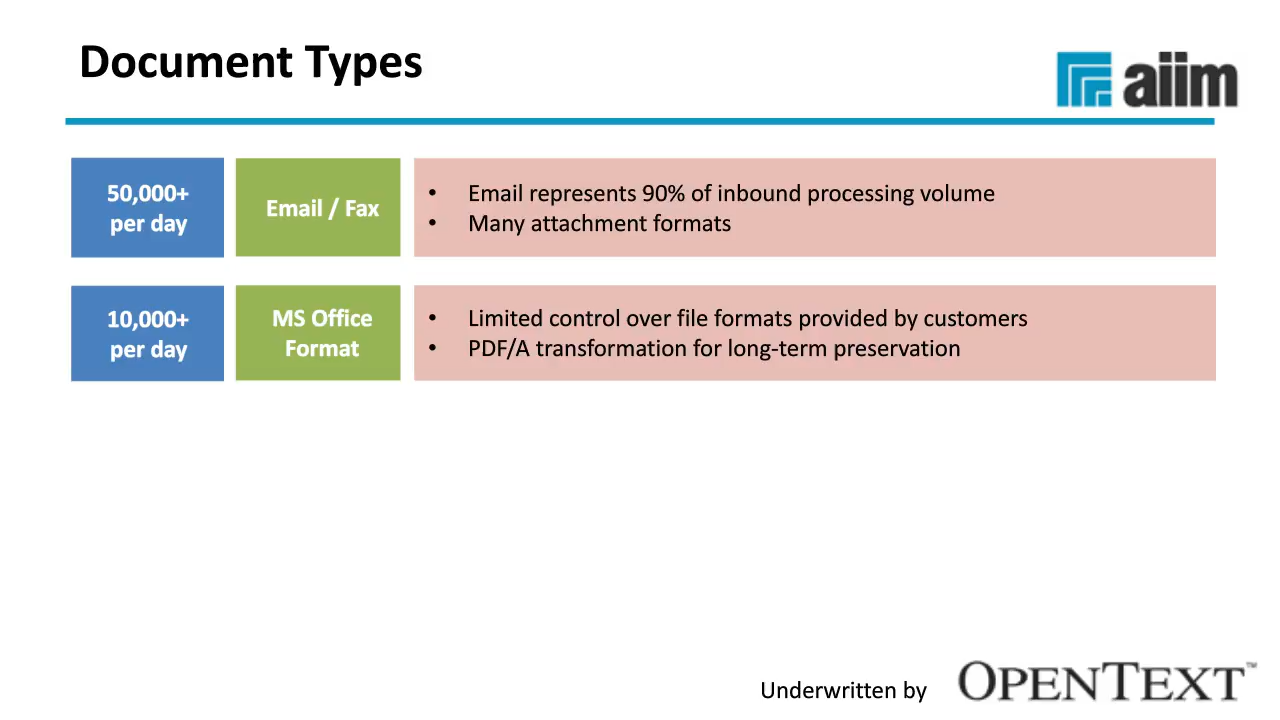 Document Types
aiim
50,000+
per day
Email / Fax
• Email represents 90% of inbound processing volume
• Many attachment formats
10,000+
per day
MS Office
Format
• Limited control over file formats provided by customers
• PDF/A transformation for long-term preservation
Underwritten by OPENTEXT™